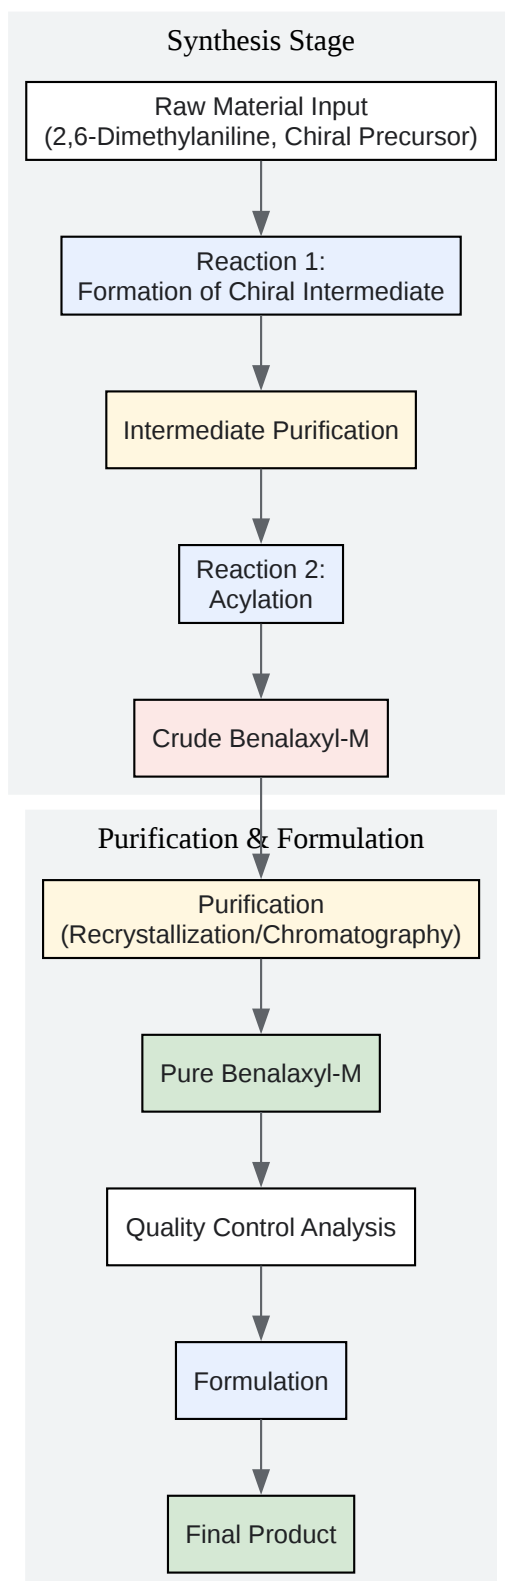 Synthesis Stage
Raw Material Input
(2,6-Dimethylaniline, Chiral Precursor)
Reaction 1:
Formation of Chiral Intermediate
Intermediate Purification
Reaction 2:
Acylation
Crude Benalaxyl-M
Purification & Formulation
Purification
(Recrystallization/Chromatography)
Pure Benalaxyl-M
Quality Control Analysis
Formulation
Final Product